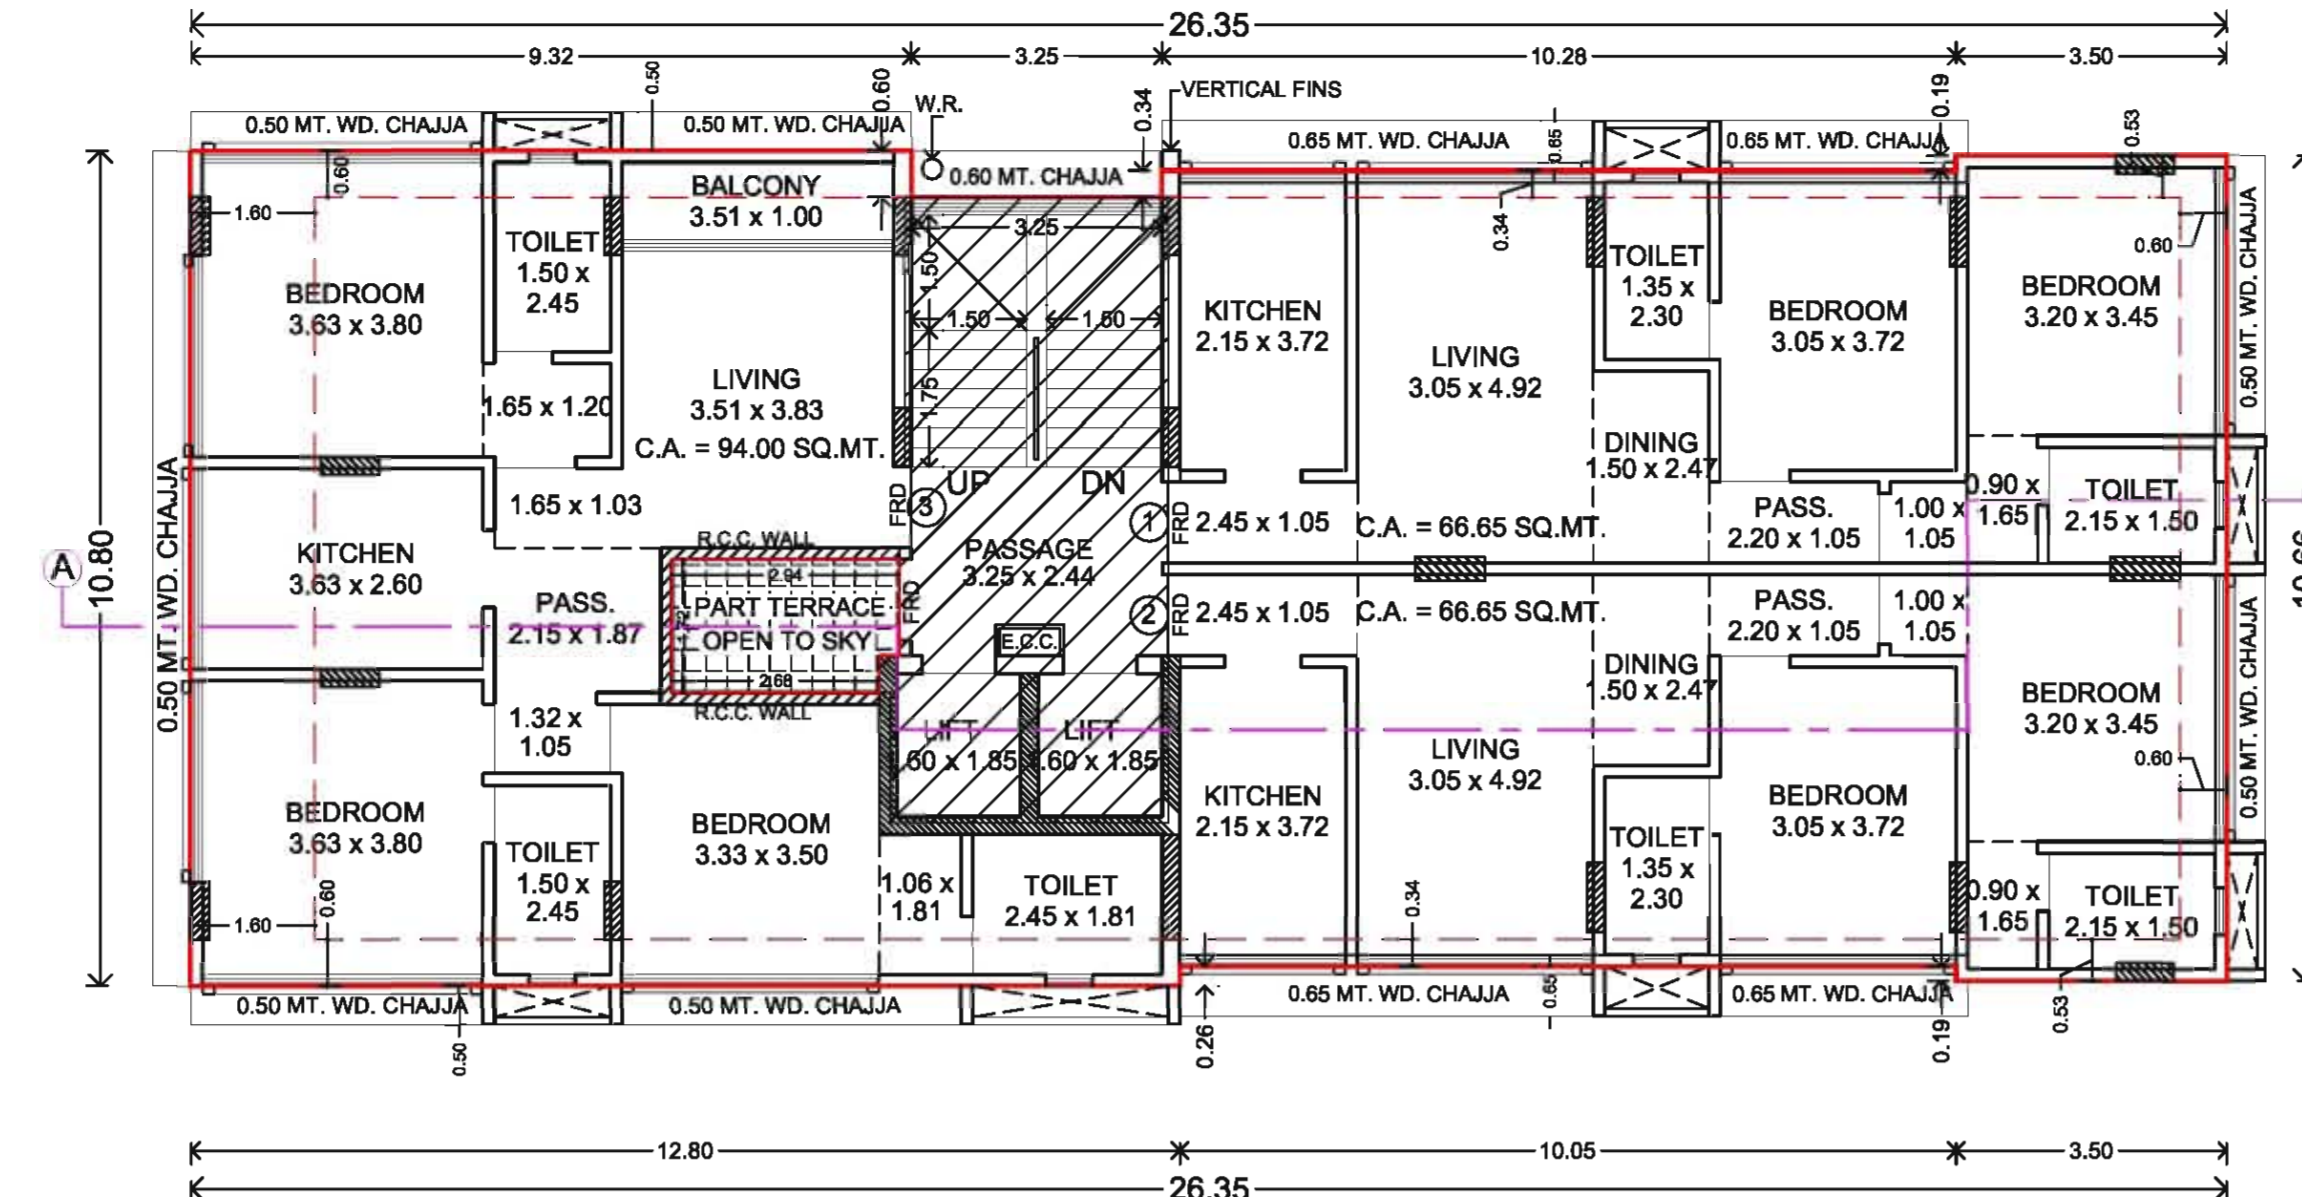 26.35
9.32
3.25
10.28
3.50
0.50
0.60
W.R.
0.34
VERTICAL FINS
0.19
0.53
0.50 MT. WD. CHAJJA
0.50 MT. WD. CHAJJA
0.60 MT. CHAJJA
0.65 MT. WD. CHAJJA
0.65
0.65 MT. WD. CHAJJA
0.60
1.60
BALCONY
3.51 x 1.00
3.25
0.34
0.60
0.50 MT. WD. CHAJJA
BEDROOM
3.63 x 3.80
TOILET
1.50 x
2.45
1.50
1.50
1.75
KITCHEN
2.15 x 3.72
LIVING
3.05 x 4.92
TOILET
1.35 x
2.30
BEDROOM
3.05 x 3.72
BEDROOM
3.20 x 3.45
1.65 x 1.20
LIVING
3.51 x 3.83
C.A. = 94.00 SQ.MT.
DINING
1.50 x 2.47
UP
DN
1.65 x 1.03
FRD
3
1
FRD
2.45 x 1.05
C.A. = 66.65 SQ.MT.
PASS.
2.20 x 1.05
1.00 x
1.05
0.90 x
1.65
TOILET
2.15 x 1.50
10.80
A
0.50 MT. WD. CHAJJA
KITCHEN
3.63 x 2.60
PASS.
2.15 x 1.87
R.C.C. WALL
2.94
PART TERRACE
OPEN TO SKY
2.68
R.C.C. WALL
FRD
PASSAGE
3.25 x 2.44
E.C.C.
2
FRD
2.45 x 1.05
C.A. = 66.65 SQ.MT.
PASS.
2.20 x 1.05
1.00 x
1.05
10.66
1.32 x
1.05
LIFT
.60 x 1.85
LIFT
.60 x 1.85
DINING
1.50 x 2.47
BEDROOM
3.20 x 3.45
0.60
0.50 MT. WD. CHAJJA
BEDROOM
3.63 x 3.80
1.60
0.60
TOILET
1.50 x
2.45
BEDROOM
3.33 x 3.50
1.06 x
1.81
TOILET
2.45 x 1.81
KITCHEN
2.15 x 3.72
LIVING
3.05 x 4.92
0.34
TOILET
1.35 x
2.30
BEDROOM
3.05 x 3.72
0.90 x
1.65
TOILET
2.15 x 1.50
0.50 MT. WD. CHAJJA
0.50 MT. WD. CHAJJA
0.65 MT. WD. CHAJJA
0.65
0.65 MT. WD. CHAJJA
0.50
0.26
0.19
0.53
12.80
10.05
3.50
26.35